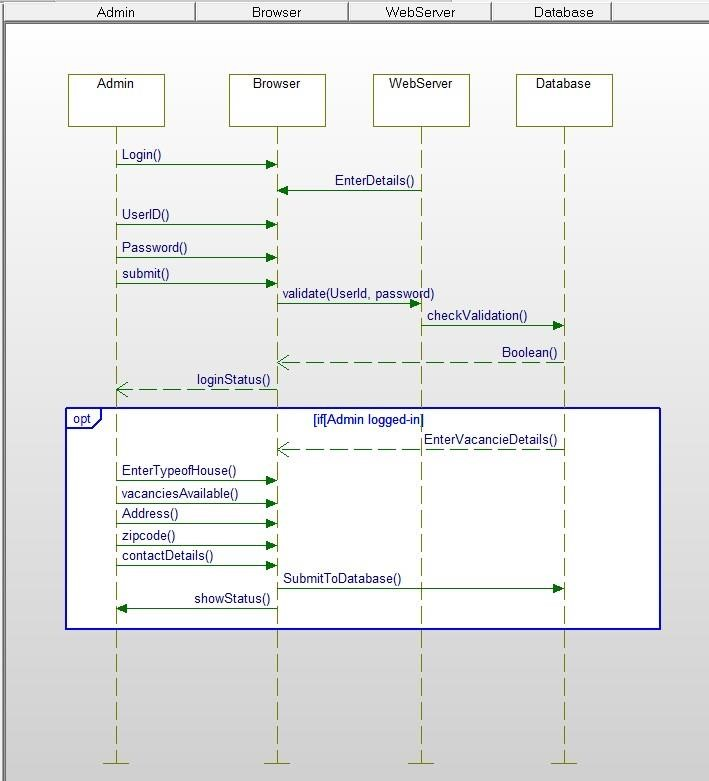 Admin Browser WebServer Database
Admin Browser WebServer Database
Login()
EnterDetails()
UserID()
Password()
submit()
validate(UserId, password)
checkValidation()
Boolean()
loginStatus()
opt [if[Admin logged-in]
EnterVacancieDetails()
EnterTypeofHouse()
vacanciesAvailable()
Address()
zipcode()
contactDetails()
SubmitToDatabase()
showStatus()